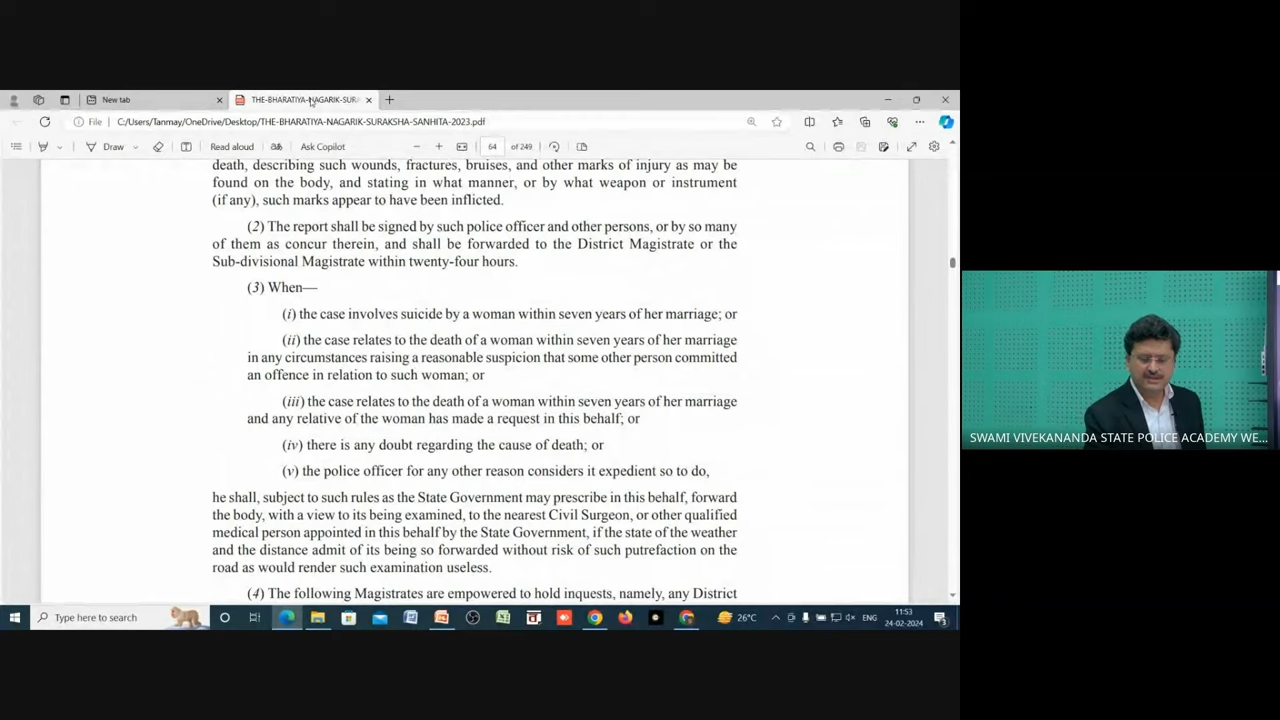 New tab
THE-BHARATIYA-NAGARIK-SURA
File C:/Users/Tanmay/OneDrive/Desktop/THE-BHARATIYA-NAGARIK-SURAKSHA-SANHITA-2023.pdf
Draw Read aloud Ask Copilot 64 of 249
death, describing such wounds, fractures, bruises, and other marks of injury as may be
found on the body, and stating in what manner, or by what weapon or instrument
(if any), such marks appear to have been inflicted.
(2) The report shall be signed by such police officer and other persons, or by so many
of them as concur therein, and shall be forwarded to the District Magistrate or the
Sub-divisional Magistrate within twenty-four hours.
(3) When—
(i) the case involves suicide by a woman within seven years of her marriage; or
(ii) the case relates to the death of a woman within seven years of her marriage
in any circumstances raising a reasonable suspicion that some other person committed
an offence in relation to such woman; or
(iii) the case relates to the death of a woman within seven years of her marriage
and any relative of the woman has made a request in this behalf; or
(iv) there is any doubt regarding the cause of death; or
(v) the police officer for any other reason considers it expedient so to do,
he shall, subject to such rules as the State Government may prescribe in this behalf, forward
the body, with a view to its being examined, to the nearest Civil Surgeon, or other qualified
medical person appointed in this behalf by the State Government, if the state of the weather
and the distance admit of its being so forwarded without risk of such putrefaction on the
road as would render such examination useless.
(4) The following Magistrates are empowered to hold inquests, namely, any District
Type here to search
26°C
ENG
11:53
24-02-2024
SWAMI VIVEKANANDA STATE POLICE ACADEMY WE...